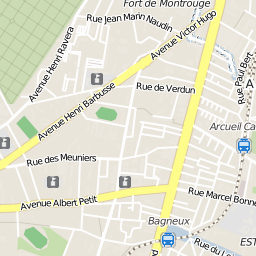 Fort de Montrouge
Rue Jean Marin Naudin
Avenue Victor Hugo
Avenue Henri Ravera
Rue Paul Bert
Avenue Henri Barbusse
Rue de Verdun
Arcueil Ca
Rue des Meuniers
Rue Marcel Bonne
Avenue Albert Petit
Bagneux
Rue du Lo
EST